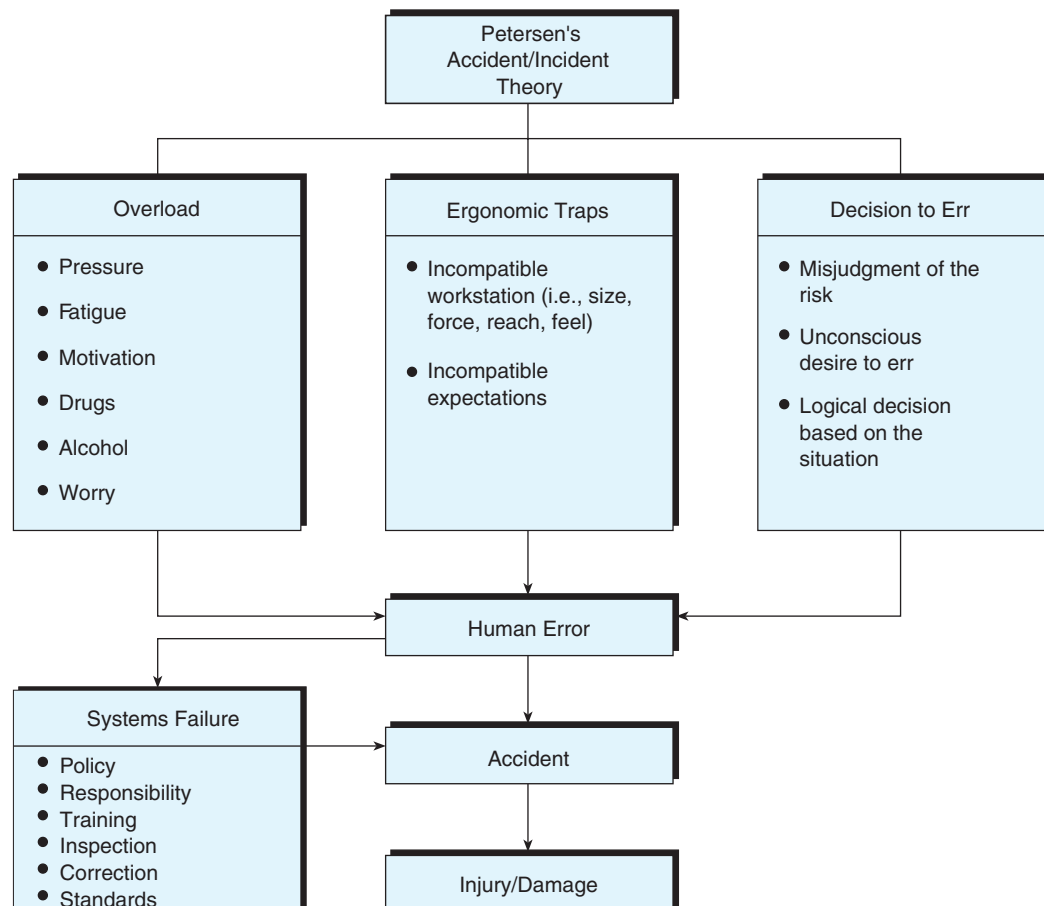 Petersen's
Accident/Incident
Theory
Overload
Pressure
Fatigue
Motivation
Drugs
Alcohol
Worry
Ergonomic Traps
Incompatible
workstation (i.e., size,
force, reach, feel)
Incompatible
expectations
Decision to Err
Misjudgment of the
risk
Unconscious
desire to err
Logical decision
based on the
situation
Human Error
Systems Failure
Policy
Responsibility
Training
Inspection
Correction
Standards
Accident
Injury/Damage